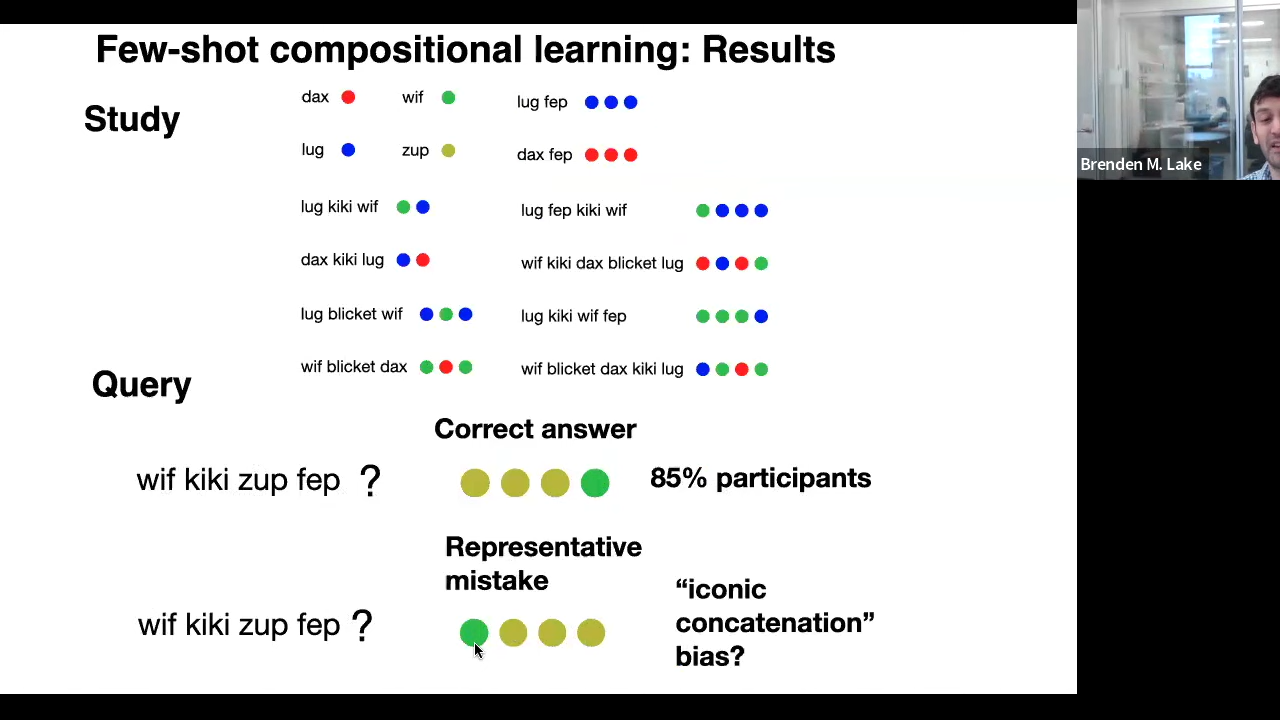 Few-shot compositional learning: Results
Study
dax
wif
lug fep
lug
zup
dax fep
lug kiki wif
lug fep kiki wif
dax kiki lug
wif kiki dax blicket lug
lug blicket wif
lug kiki wif fep
wif blicket dax
wif blicket dax kiki lug
Query
Correct answer
wif kiki zup fep ?
85% participants
Representative
mistake
wif kiki zup fep ?
“iconic
concatenation”
bias?
Brenden M. Lake